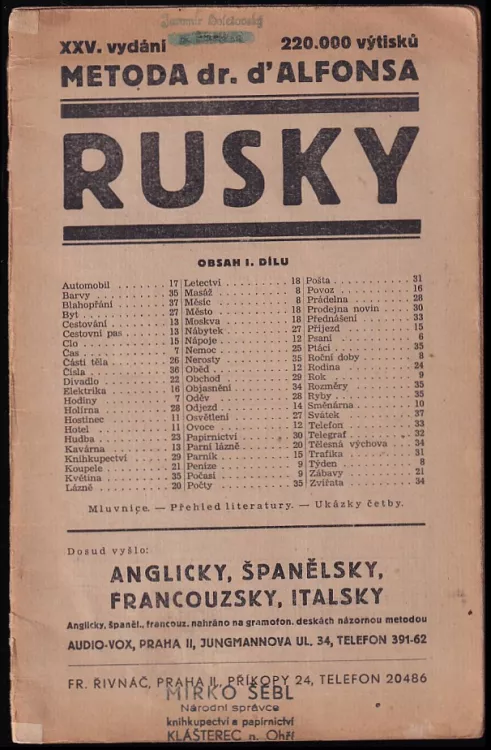 Jaromír
XXV. vydání 220.000 výtisků
METODA dr. d'ALFONSA
RUSKY
OBSAH I. DÍLU
Automobil 17
Barvy 35
Blahopřání 37
Byt 27
Cestování 13
Cestovní pas 13
Clo 15
Čas 7
Části těla 26
Čísla 36
Divadlo 22
Elektrika 16
Hodiny 7
Holírna 28
Hostinec 11
Hotel 11
Hudba 23
Kavárna 13
Knihkupectví 29
Koupele 21
Květina 35
Lázně 20
Letectví 18
Masáž 8
Měsíc 8
Město 18
Moskva 18
Nábytek 27
Nápoje 12
Nemoc 25
Nerosty 35
Oběd 12
Obchod 29
Objasnění 34
Oděv 28
Odjezd 14
Osvětlení 27
Ovoce 12
Papírnictví 30
Parní lázně 20
Parník 15
Peníze 9
Počasí 9
Počty 35
Pošta 31
Povoz 16
Prádelna 28
Prodejna novin 30
Přednášení 33
Příjezd 15
Psaní 6
Ptáci 35
Roční doby 8
Rodina 24
Rok 9
Rozměry 35
Ryby 35
Směnárna 10
Svátek 37
Telefon 33
Telegraf 32
Tělesná výchova 34
Trafika 31
Týden 8
Zábavy 21
Zvířata 34
Mluvnice. — Přehled literatury. — Ukázky četby.
Dosud vyšlo:
ANGLICKY, ŠPANĚLSKY,
FRANCOUZSKY, ITALSKY
Anglicky, španěl., francouz. nahráno na gramofon. deskách názornou metodou
AUDIO-VOX, PRAHA II, JUNGMANNOVA UL. 34, TELEFON 391-62
FR. ŘIVNÁČ, PRAHA II, PŘÍKOPY 24, TELEFON 20486
MIRKO ŠEBL
Národní správce
knihkupectví a papírnictví
KLÁŠTEREC n. Ohří